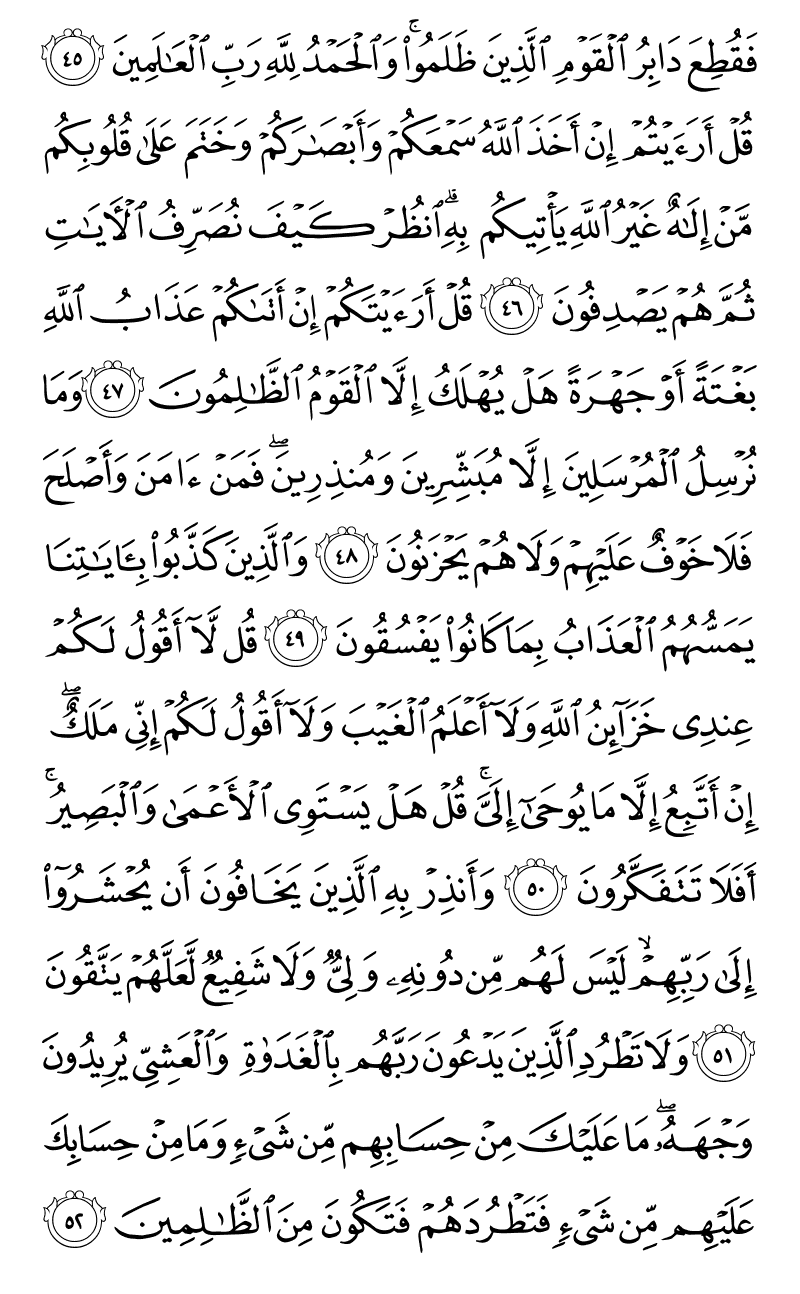 فَقُطِعَ دَابِرُ ٱلۡقَوۡمِ ٱلَّذِينَ ظَلَمُواْۚ وَٱلۡحَمۡدُ لِلَّهِ رَبِّ ٱلۡعَٰلَمِينَ ٤٥
قُلۡ أَرَءَيۡتُمۡ إِنۡ أَخَذَ ٱللَّهُ سَمۡعَكُمۡ وَأَبۡصَٰرَكُمۡ وَخَتَمَ عَلَىٰ قُلُوبِكُم
مَّنۡ إِلَٰهٌ غَيۡرُ ٱللَّهِ يَأۡتِيكُم بِهِۗ ٱنظُرۡ كَيۡفَ نُصَرِّفُ ٱلۡأٓيَٰتِ
ثُمَّ هُمۡ يَصۡدِفُونَ ٤٦ قُلۡ أَرَءَيۡتَكُمۡ إِنۡ أَتَىٰكُمۡ عَذَابُ ٱللَّهِ
بَغۡتَةً أَوۡ جَهۡرَةً هَلۡ يُهۡلَكُ إِلَّا ٱلۡقَوۡمُ ٱلظَّٰلِمُونَ ٤٧ وَمَا
نُرۡسِلُ ٱلۡمُرۡسَلِينَ إِلَّا مُبَشِّرِينَ وَمُنذِرِينَۖ فَمَنۡ ءَامَنَ وَأَصۡلَحَ
فَلَا خَوۡفٌ عَلَيۡهِمۡ وَلَا هُمۡ يَحۡزَنُونَ ٤٨ وَٱلَّذِينَ كَذَّبُواْ بِـَٔايَٰتِنَا
يَمَسُّهُمُ ٱلۡعَذَابُ بِمَا كَانُواْ يَفۡسُقُونَ ٤٩ قُل لَّآ أَقُولُ لَكُمۡ
عِندِي خَزَآئِنُ ٱللَّهِ وَلَآ أَعۡلَمُ ٱلۡغَيۡبَ وَلَآ أَقُولُ لَكُمۡ إِنِّي مَلَكٌۖ
إِنۡ أَتَّبِعُ إِلَّا مَا يُوحَىٰٓ إِلَيَّۚ قُلۡ هَلۡ يَسۡتَوِي ٱلۡأَعۡمَىٰ وَٱلۡبَصِيرُۚ
أَفَلَا تَتَفَكَّرُونَ ٥٠ وَأَنذِرۡ بِهِ ٱلَّذِينَ يَخَافُونَ أَن يُحۡشَرُوٓاْ
إِلَىٰ رَبِّهِمۡۙ لَيۡسَ لَهُم مِّن دُونِهِۦ وَلِيّٞ وَلَا شَفِيعٞ لَّعَلَّهُمۡ يَتَّقُونَ
٥١ وَلَا تَطۡرُدِ ٱلَّذِينَ يَدۡعُونَ رَبَّهُم بِٱلۡغَدَوٰةِ وَٱلۡعَشِيِّ يُرِيدُونَ
وَجۡهَهُۥۖ مَا عَلَيۡكَ مِنۡ حِسَابِهِم مِّن شَيۡءٖ وَمَا مِنۡ حِسَابِكَ
عَلَيۡهِم مِّن شَيۡءٖ فَتَطۡرُدَهُمۡ فَتَكُونَ مِنَ ٱلظَّٰلِمِينَ ٥٢